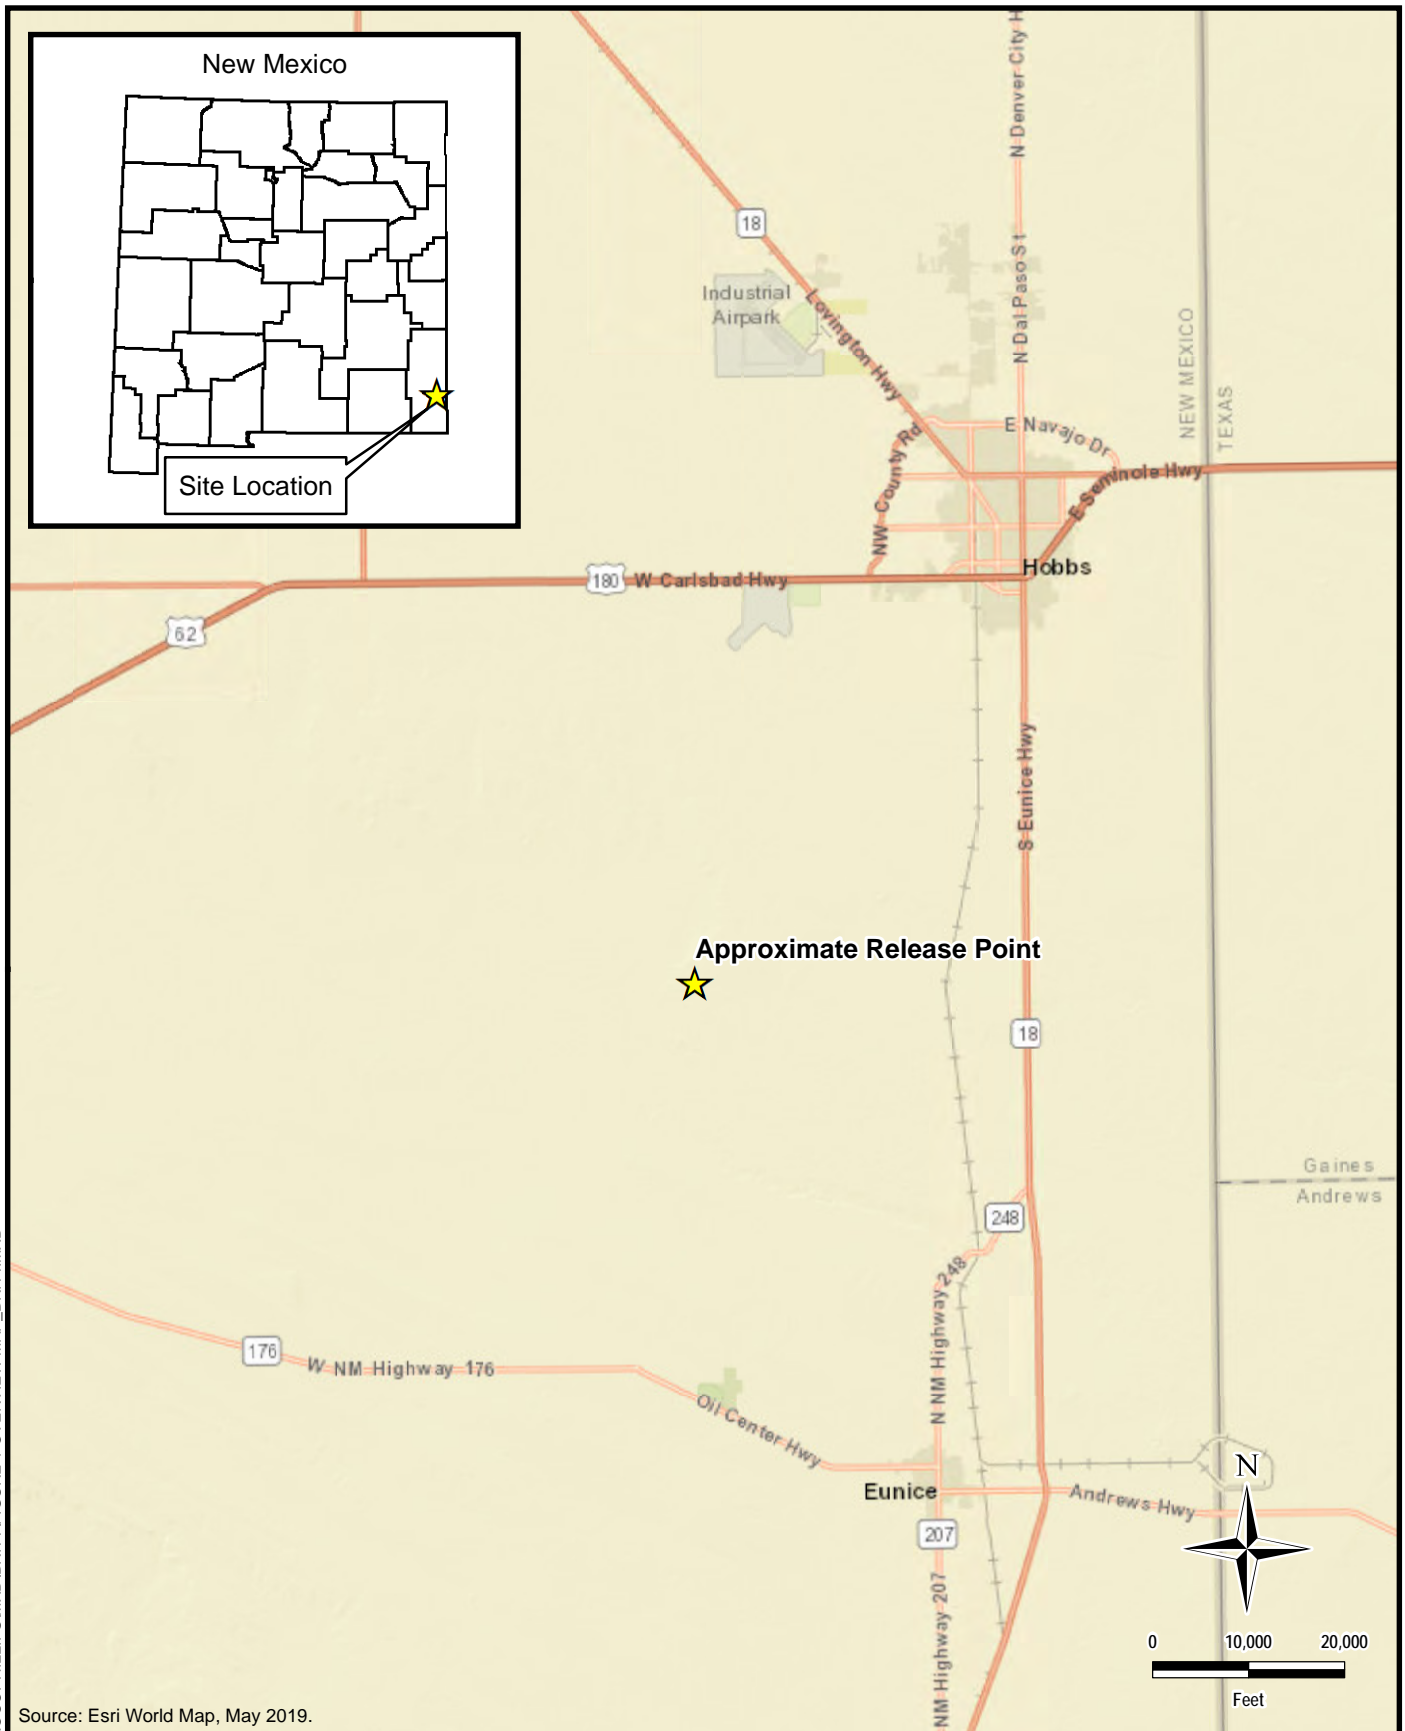 New Mexico
Site Location
N Denver City H
18
N Dal Paso St
Industrial
Airpark
Lovington Hwy
NEW MEXICO
TEXAS
E Navajo Dr
NW County Rd
E Seminole Hwy
Hobbs
180
W Carlsbad Hwy
62
S Eunice Hwy
Approximate Release Point
18
Gaines
Andrews
248
N NM Highway 248
176
W NM Highway 176
Oil Center Hwy
Eunice
Andrews Hwy
207
NM Highway 207
N
0 10,000 20,000
Feet
Source: Esri World Map, May 2019.